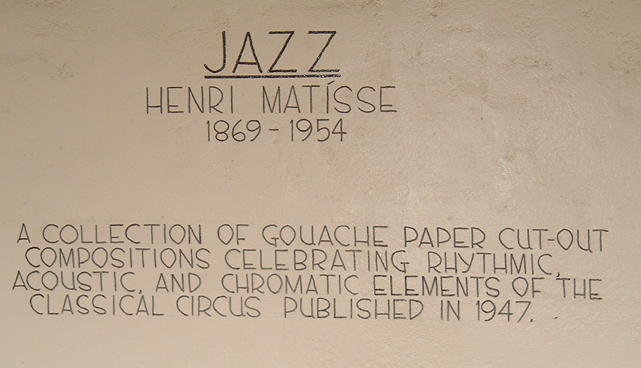 JAZZ
HENRI MATÍSSE
1869-1954
A COLLECTION OF GOUACHE PAPER CUT-OUT
COMPOSITIONS CELEBRATING RHYTHMIC,
ACOUSTIC, AND CHROMATIC ELEMENTS OF THE
CLASSICAL CIRCUS PUBLISHED IN 1947.